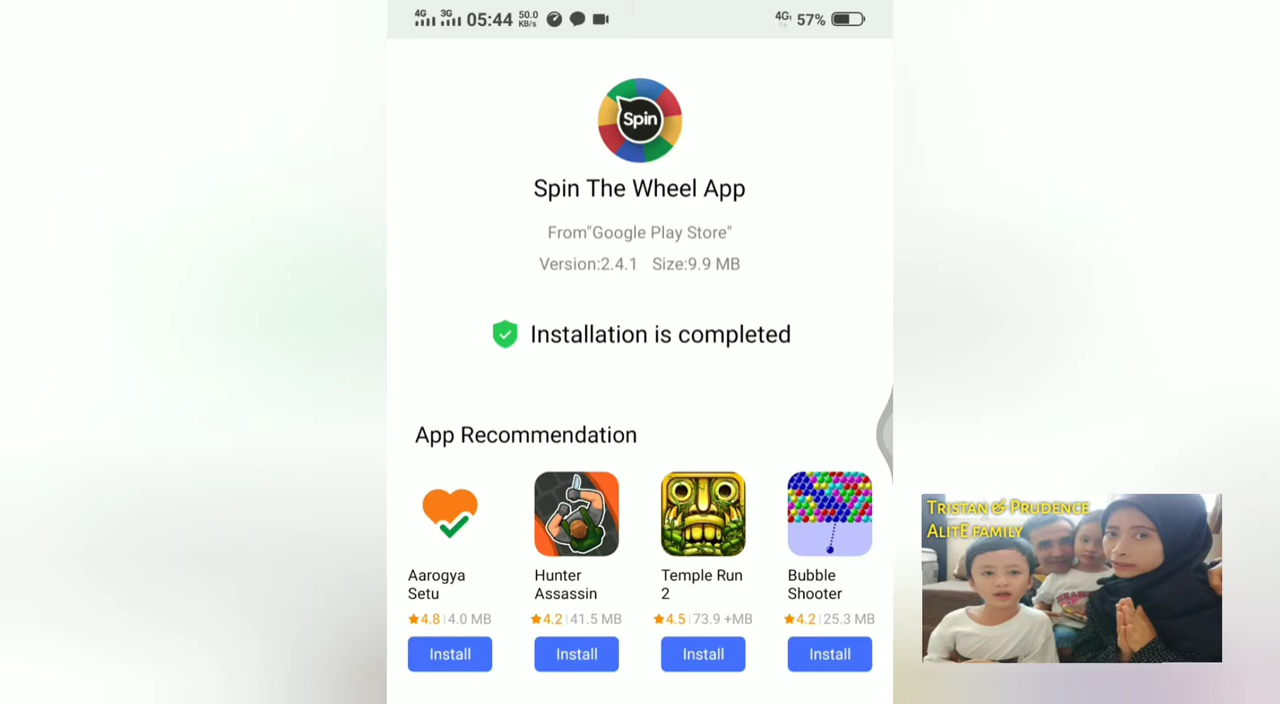 4G 3G 05:44 50.0 KB/s 4G 57%
Spin
Spin The Wheel App
From"Google Play Store"
Version:2.4.1 Size:9.9 MB
Installation is completed
App Recommendation
Aarogya Setu
4.8 4.0 MB
Install
Hunter Assassin
4.2 41.5 MB
Install
Temple Run 2
4.5 73.9 +MB
Install
Bubble Shooter
4.2 25.3 MB
Install
TRISTAN & PRUDENCE
ALITE FAMILY